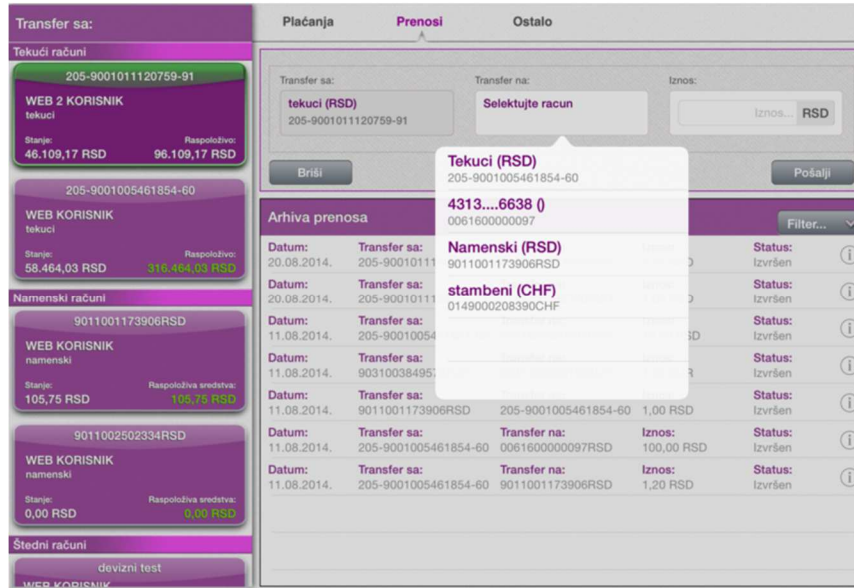 Transfer sa:
Tekući računi
205-9001011120759-91
WEB 2 KORISNIK
tekuci
Stanje: Raspoloživo:
46.109,17 RSD 96.109,17 RSD
205-9001005461854-60
WEB KORISNIK
tekuci
Stanje: Raspoloživo:
58.464,03 RSD 316.464,03 RSD
Namenski računi
9011001173906RSD
WEB KORISNIK
namenski
Stanje: Raspoloživa sredstva:
105,75 RSD 105,75 RSD
9011002502334RSD
WEB KORISNIK
namenski
Stanje: Raspoloživa sredstva:
0,00 RSD 0,00 RSD
Štedni računi
devizni test
WEB KORISNIK
Plaćanja Prenosi Ostalo
Transfer sa: Transfer na: Iznos:
tekuci (RSD) Selektujte racun
205-9001011120759-91
Iznos... RSD
Briši Pošalji
Tekuci (RSD)
205-9001005461854-60
4313....6638 ()
0061600000097
Namenski (RSD)
9011001173906RSD
stambeni (CHF)
0149000208390CHF
Arhiva prenosa Filter...
Datum: Transfer sa: Status:
20.08.2014. 205-90010111 Izvršen
Datum: Transfer sa: Status:
20.08.2014. 205-90010111 Izvršen
Datum: Transfer sa: Status:
11.08.2014. 205-90010054 Izvršen
Datum: Transfer sa: Status:
11.08.2014. 90310038495 Izvršen
Datum: Transfer sa: Status:
11.08.2014. 9011001173906RSD 205-9001005461854-60 1,00 RSD Izvršen
Datum: Transfer sa: Transfer na: Iznos: Status:
11.08.2014. 205-9001005461854-60 0061600000097RSD 100,00 RSD Izvršen
Datum: Transfer sa: Transfer na: Iznos: Status:
11.08.2014. 205-9001005461854-60 9011001173906RSD 1,20 RSD Izvršen